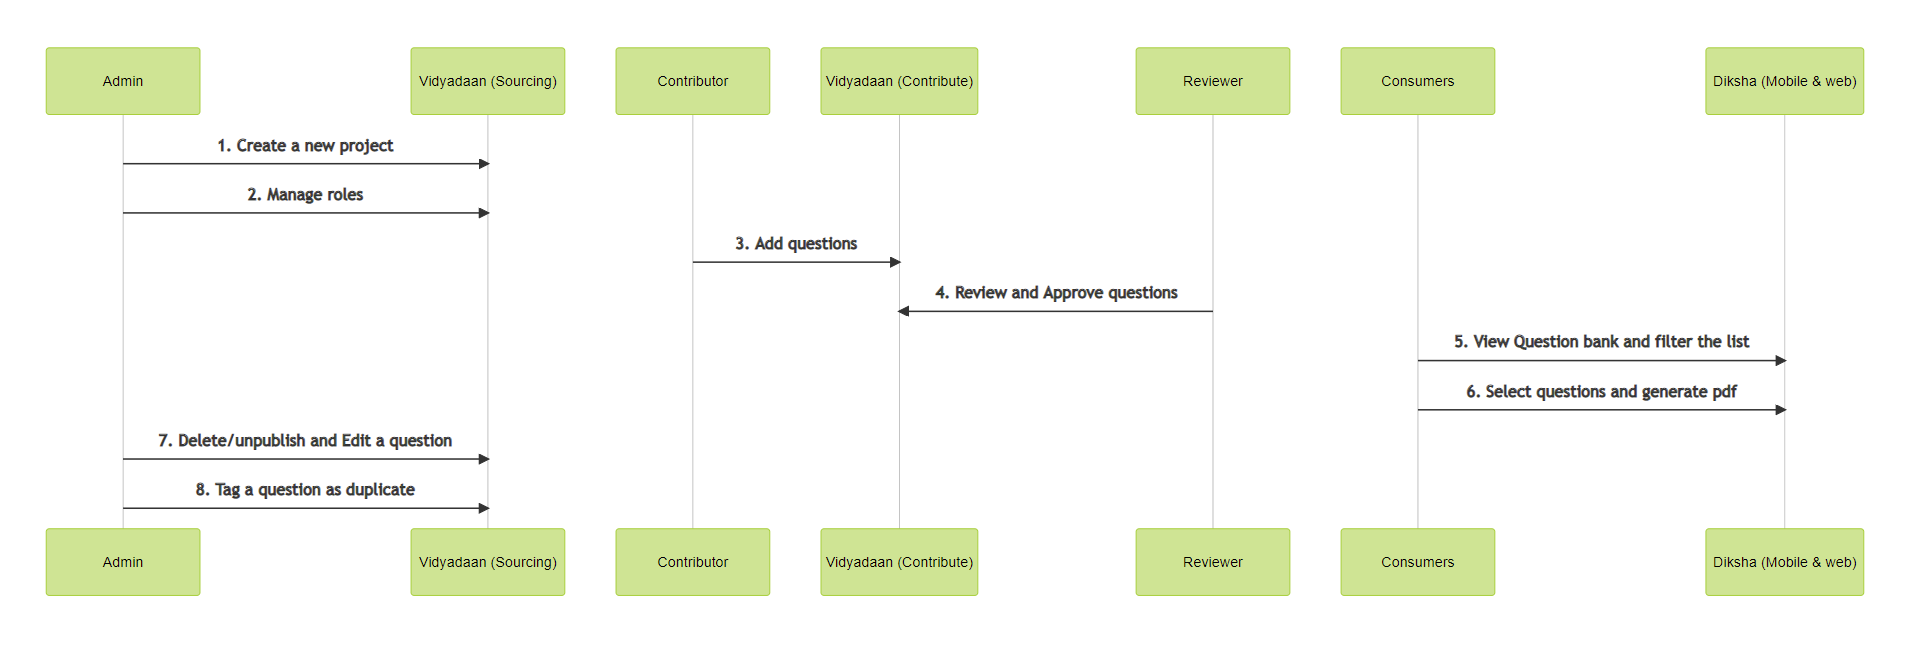 Admin
Vidyadaan (Sourcing)
Contributor
Vidyadaan (Contribute)
Reviewer
Consumers
Diksha (Mobile & web)
1. Create a new project
2. Manage roles
3. Add questions
4. Review and Approve questions
5. View Question bank and filter the list
6. Select questions and generate pdf
7. Delete/unpublish and Edit a question
8. Tag a question as duplicate
Admin
Vidyadaan (Sourcing)
Contributor
Vidyadaan (Contribute)
Reviewer
Consumers
Diksha (Mobile & web)